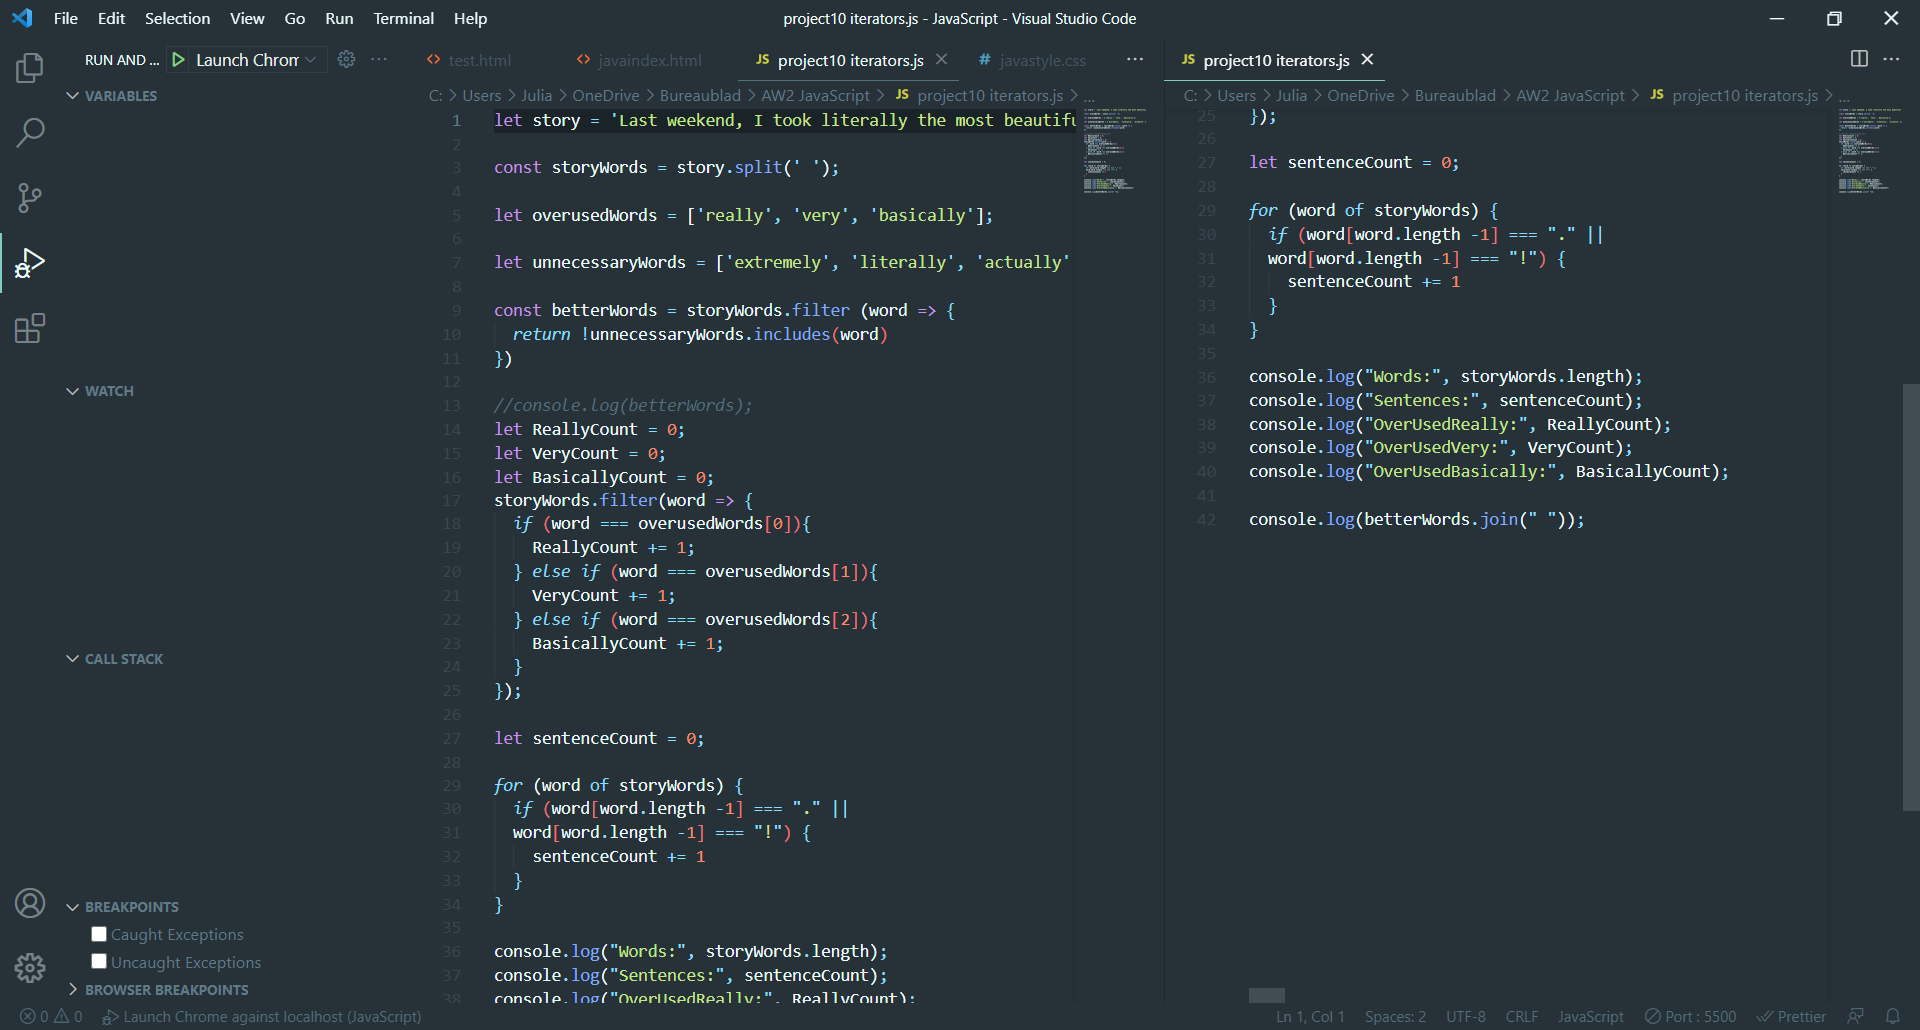 File Edit Selection View Go Run Terminal Help
project10 iterators.js - JavaScript - Visual Studio Code
RUN AND ... Launch Chrom
VARIABLES
WATCH
CALL STACK
BREAKPOINTS
Caught Exceptions
Uncaught Exceptions
BROWSER BREAKPOINTS
test.html javaindex.html JS project10 iterators.js # javastyle.css ...
C: > Users > Julia > OneDrive > Bureaublad > AW2 JavaScript > JS project10 iterators.js > ...
1 let story = 'Last weekend, I took literally the most beautifu
2
3 const storyWords = story.split(' ');
4
5 let overusedWords = ['really', 'very', 'basically'];
6
7 let unnecessaryWords = ['extremely', 'literally', 'actually'
8
9 const betterWords = storyWords.filter (word => {
10 return !unnecessaryWords.includes(word)
11 })
12
13 //console.log(betterWords);
14 let ReallyCount = 0;
15 let VeryCount = 0;
16 let BasicallyCount = 0;
17 storyWords.filter(word => {
18 if (word === overusedWords[0]){
19 ReallyCount += 1;
20 } else if (word === overusedWords[1]){
21 VeryCount += 1;
22 } else if (word === overusedWords[2]){
23 BasicallyCount += 1;
24 }
25 });
26
27 let sentenceCount = 0;
28
29 for (word of storyWords) {
30 if (word[word.length -1] === "." ||
31 word[word.length -1] === "!") {
32 sentenceCount += 1
33 }
34 }
35
36 console.log("Words:", storyWords.length);
37 console.log("Sentences:", sentenceCount);
38 console.log("OverUsedReally:", ReallyCount);
JS project10 iterators.js
C: > Users > Julia > OneDrive > Bureaublad > AW2 JavaScript > JS project10 iterators.js > ...
25 });
26
27 let sentenceCount = 0;
28
29 for (word of storyWords) {
30 if (word[word.length -1] === "." ||
31 word[word.length -1] === "!") {
32 sentenceCount += 1
33 }
34 }
35
36 console.log("Words:", storyWords.length);
37 console.log("Sentences:", sentenceCount);
38 console.log("OverUsedReally:", ReallyCount);
39 console.log("OverUsedVery:", VeryCount);
40 console.log("OverUsedBasically:", BasicallyCount);
41
42 console.log(betterWords.join(" "));
0 0 Launch Chrome against localhost (JavaScript)
Ln 1, Col 1 Spaces: 2 UTF-8 CRLF JavaScript Port : 5500 Prettier